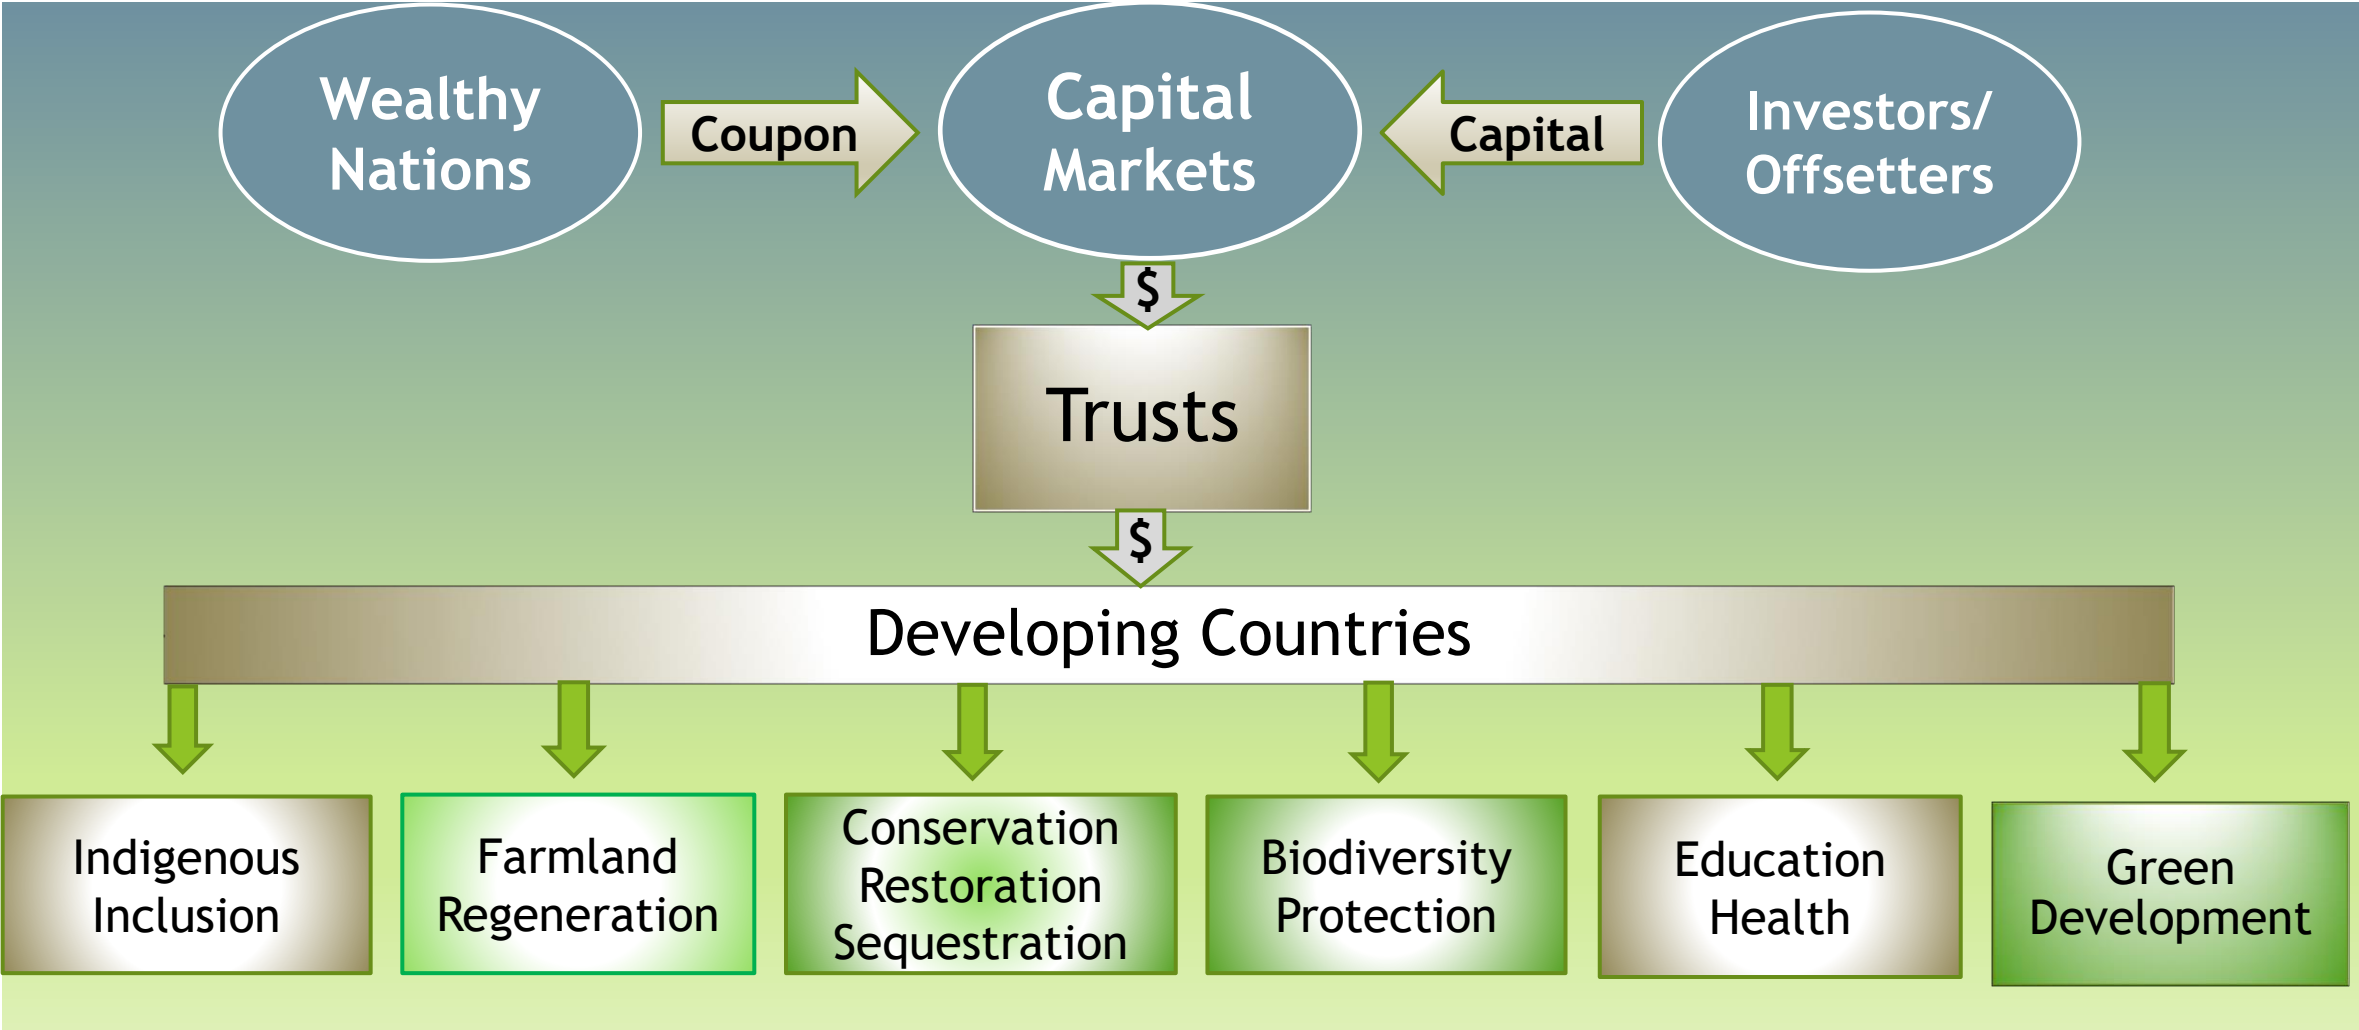 Wealthy
Nations
Coupon
Capital
Markets
Capital
Investors/
Offsetters
$
Trusts
$
Developing Countries
Indigenous
Inclusion
Farmland
Regeneration
Conservation
Restoration
Sequestration
Biodiversity
Protection
Education
Health
Green
Development